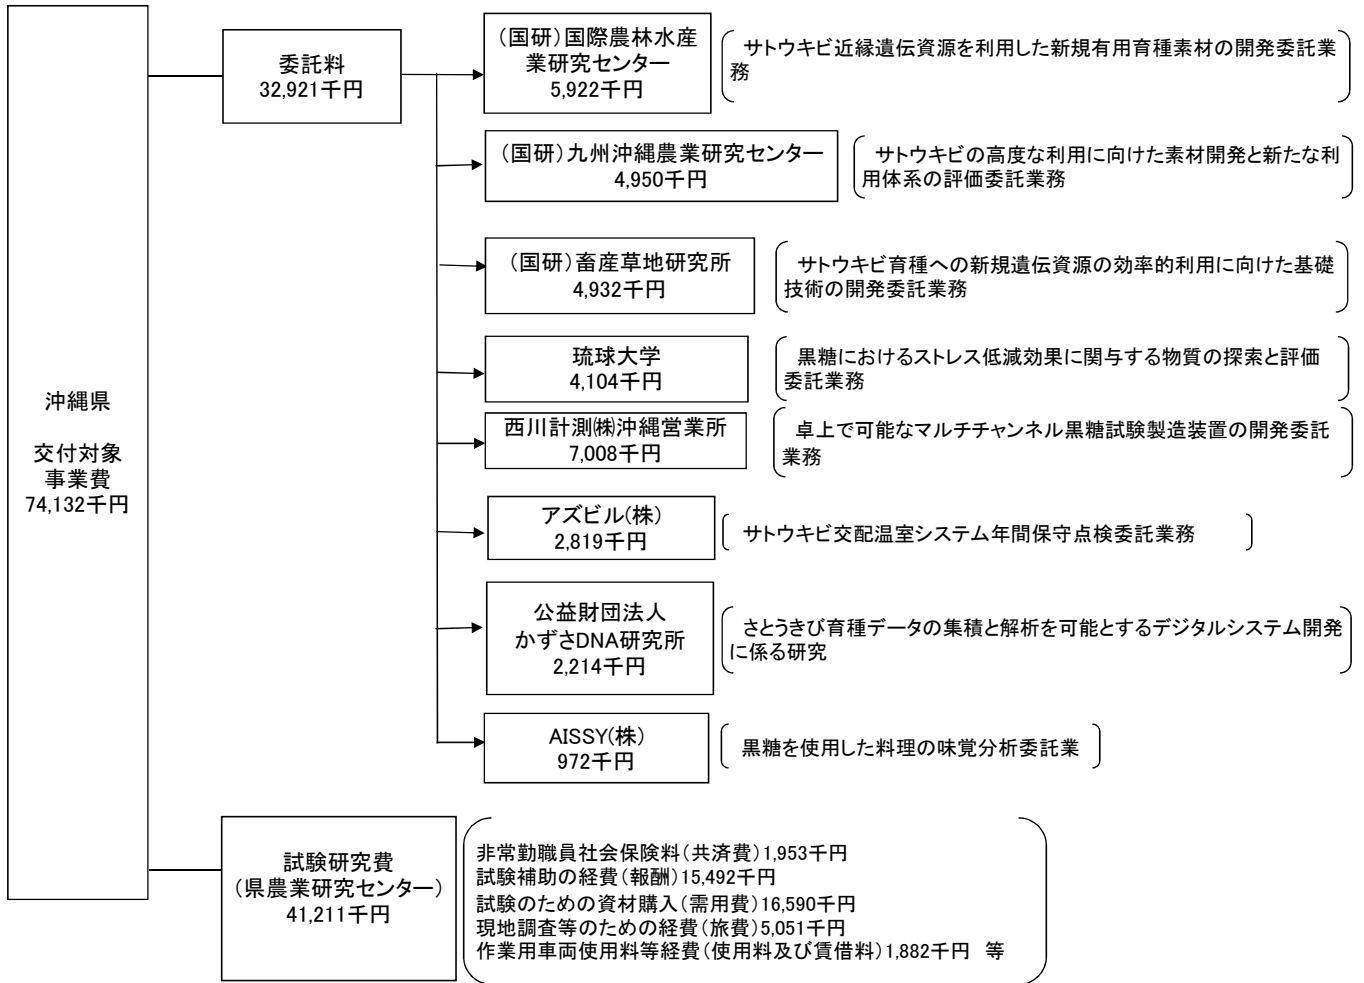 沖縄県
交付対象
事業費
74,132千円
委託料
32,921千円
(国研)国際農林水産
業研究センター
5,922千円
サトウキビ近縁遺伝資源を利用した新規有用育種素材の開発委託業
務
(国研)九州沖縄農業研究センター
4,950千円
サトウキビの高度な利用に向けた素材開発と新たな利
用体系の評価委託業務
(国研)畜産草地研究所
4,932千円
サトウキビ育種への新規遺伝資源の効率的利用に向けた基礎
技術の開発委託業務
琉球大学
4,104千円
黒糖におけるストレス低減効果に関与する物質の探索と評価
委託業務
西川計測㈱沖縄営業所
7,008千円
卓上で可能なマルチチャンネル黒糖試験製造装置の開発委託
業務
アズビル(株)
2,819千円
サトウキビ交配温室システム年間保守点検委託業務
公益財団法人
かずさDNA研究所
2,214千円
さとうきび育種データの集積と解析を可能とするデジタルシステム開発
に係る研究
AISSY(株)
972千円
黒糖を使用した料理の味覚分析委託業
試験研究費
(県農業研究センター)
41,211千円
非常勤職員社会保険料(共済費)1,953千円
試験補助の経費(報酬)15,492千円
試験のための資材購入(需用費)16,590千円
現地調査等のための経費(旅費)5,051千円
作業用車両使用料等経費(使用料及び賃借料)1,882千円 等